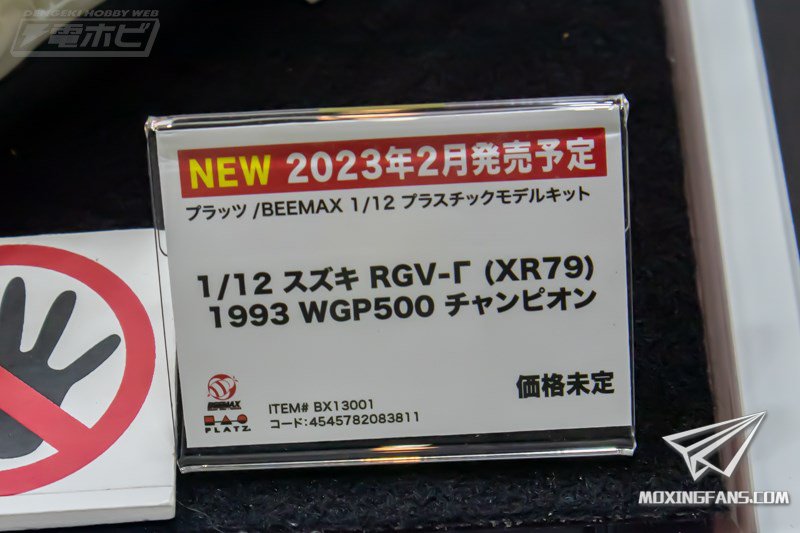 DENGEKI HOBBY WEB
電ホビ
NEW 2023年2月発売予定
プラッツ/BEEMAX 1/12 プラスチックモデルキット
1/12 スズキ RGV-Γ (XR79)
1993 WGP500 チャンピオン
価格未定
BEEMAX
PLATZ
ITEM# BX13001
コード:4545782083811
MOXINGFANS.COM